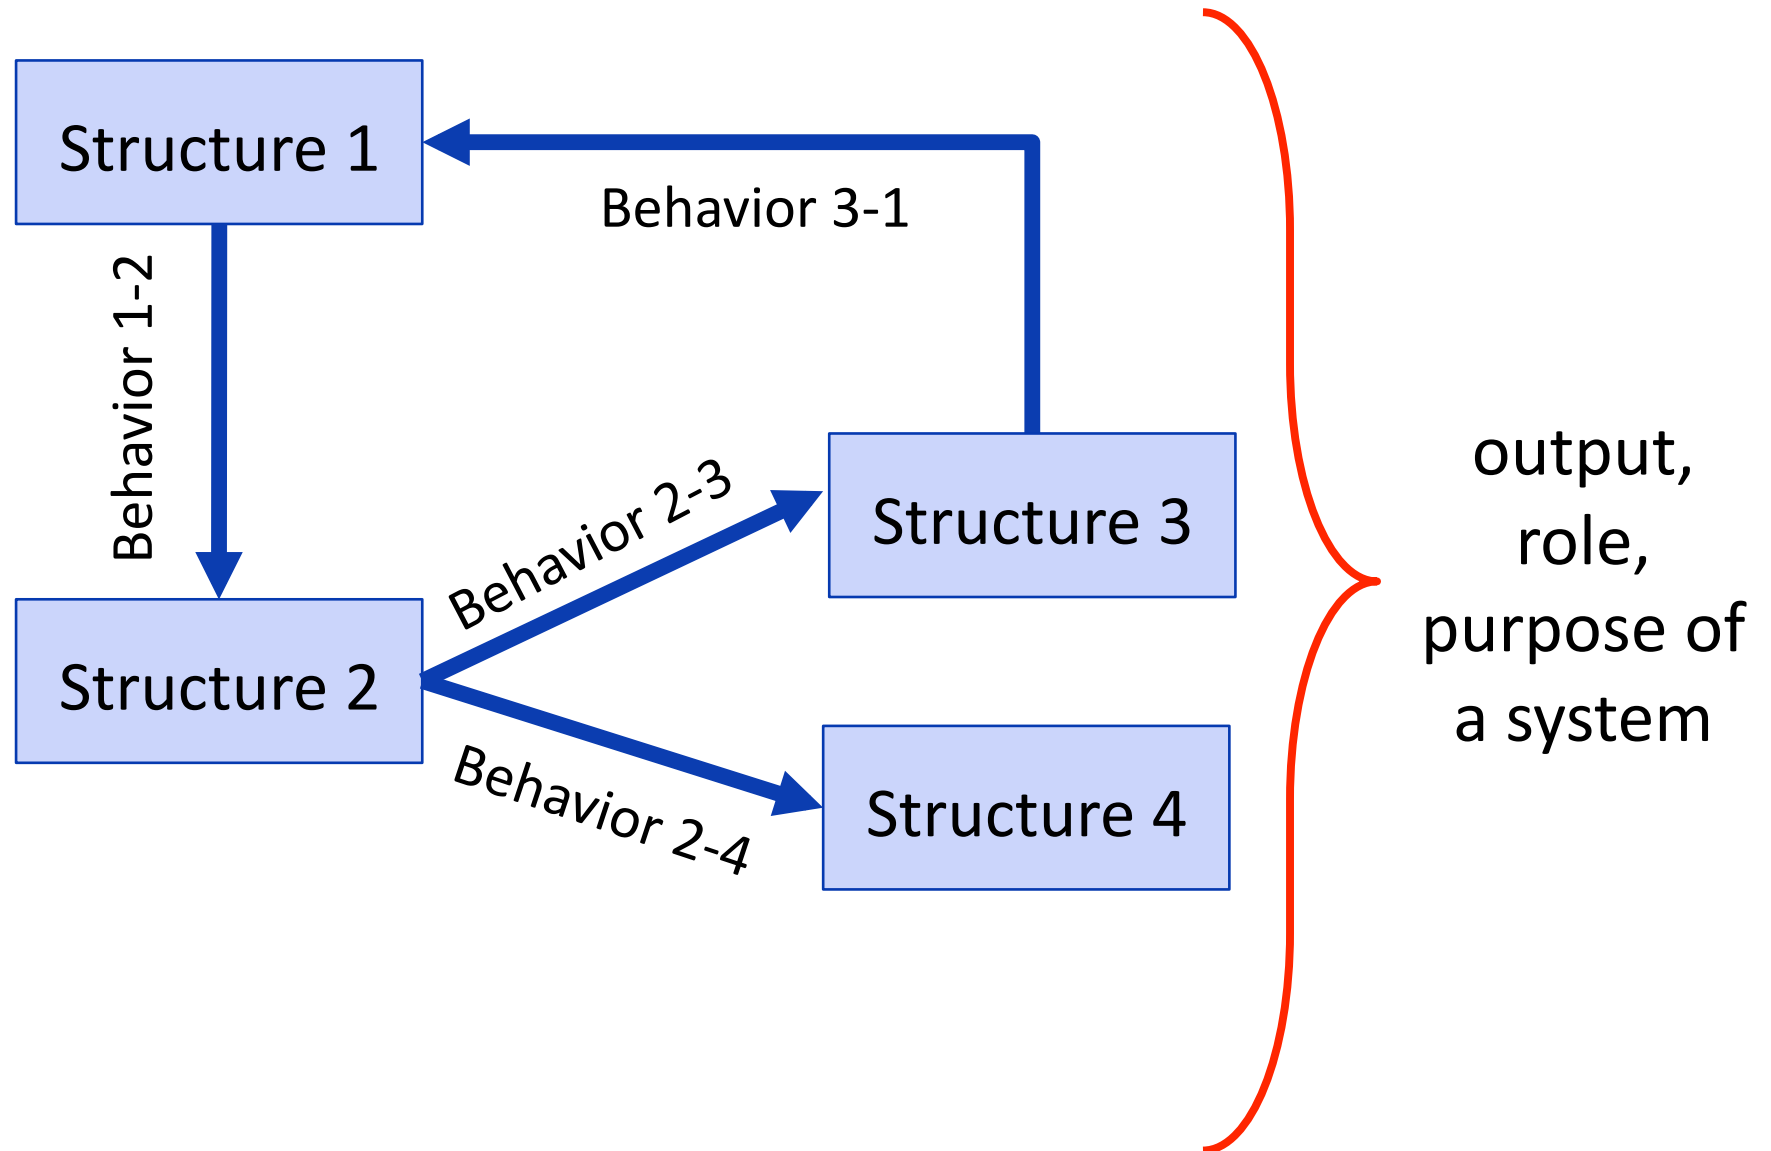 Structure 1
Behavior 3-1
Behavior 1-2
Behavior 2-3
Structure 3
Structure 2
Behavior 2-4
Structure 4
output,
role,
purpose of
a system